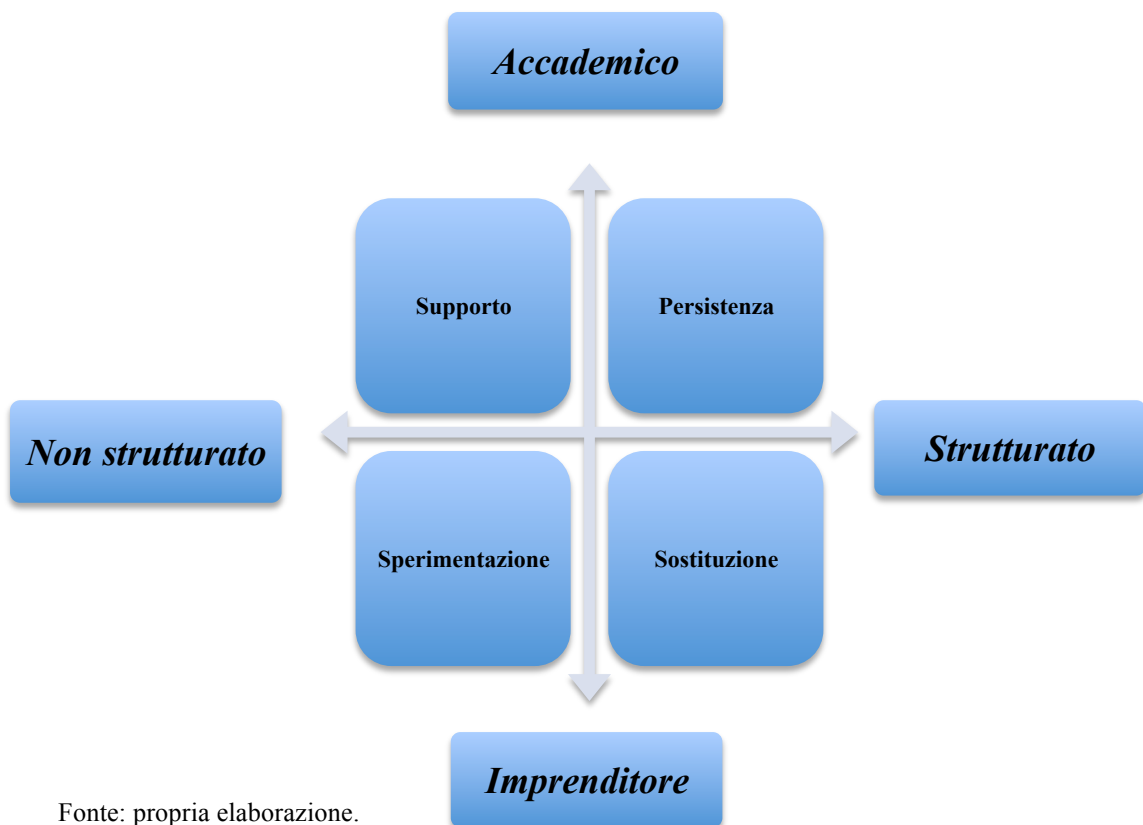 Accademico
Supporto
Persistenza
Non strutturato
Strutturato
Sperimentazione
Sostituzione
Imprenditore
Fonte: propria elaborazione.